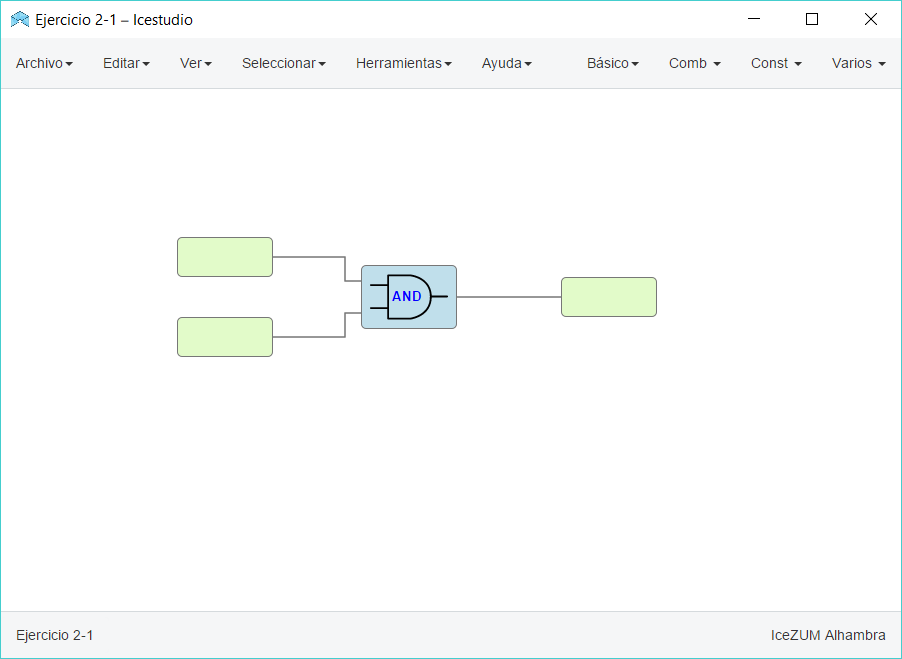 Ejercicio 2-1 – Icestudio
Archivo Editar Ver Seleccionar Herramientas Ayuda Básico Comb Const Varios
AND
Ejercicio 2-1 IceZUM Alhambra